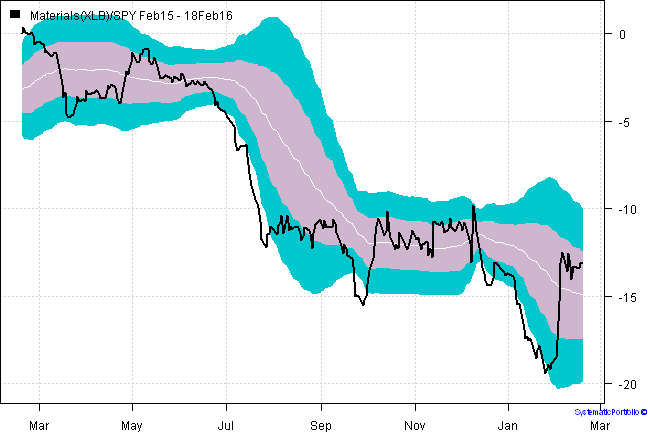 Materials(XLB)/SPY Feb15 - 18Feb16
0
-5
-10
-15
-20
SystematicPortfolio ©
Mar May Jul Sep Nov Jan Mar